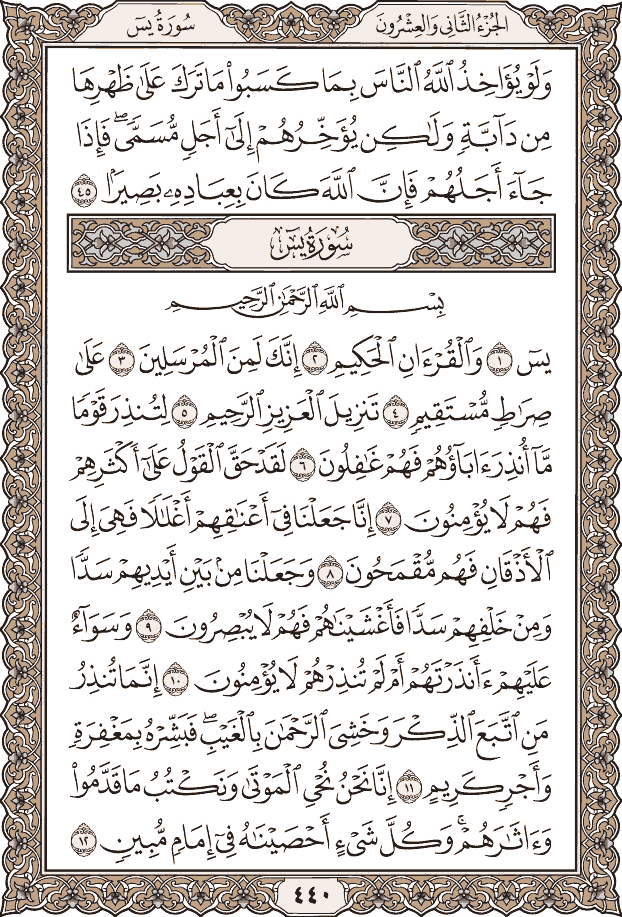 الجزء الثاني والعشرون
سورة يس
وَلَوْ يُؤَاخِذُ ٱللَّهُ ٱلنَّاسَ بِمَا كَسَبُوا۟ مَا تَرَكَ عَلَىٰ ظَهْرِهَا
مِن دَآبَّةٍ وَلَـٰكِن يُؤَخِّرُهُمْ إِلَىٰٓ أَجَلٍ مُّسَمًّى ۖ فَإِذَا
جَآءَ أَجَلُهُمْ فَإِنَّ ٱللَّهَ كَانَ بِعِبَادِهِۦ بَصِيرًۢا ٤٥
سُورَةُ يسٓ
بِسْمِ ٱللَّهِ ٱلرَّحْمَـٰنِ ٱلرَّحِيمِ
يسٓ ١ وَٱلْقُرْءَانِ ٱلْحَكِيمِ ٢ إِنَّكَ لَمِنَ ٱلْمُرْسَلِينَ ٣ عَلَىٰ
صِرَٰطٍ مُّسْتَقِيمٍ ٤ تَنزِيلَ ٱلْعَزِيزِ ٱلرَّحِيمِ ٥ لِتُنذِرَ قَوْمًا
مَّآ أُنذِرَ ءَابَآؤُهُمْ فَهُمْ غَـٰفِلُونَ ٦ لَقَدْ حَقَّ ٱلْقَوْلُ عَلَىٰٓ أَكْثَرِهِمْ
فَهُمْ لَا يُؤْمِنُونَ ٧ إِنَّا جَعَلْنَا فِىٓ أَعْنَـٰقِهِمْ أَغْلَـٰلًا فَهِىَ إِلَى
ٱلْأَذْقَانِ فَهُم مُّقْمَحُونَ ٨ وَجَعَلْنَا مِنۢ بَيْنِ أَيْدِيهِمْ سَدًّا
وَمِنْ خَلْفِهِمْ سَدًّا فَأَغْشَيْنَـٰهُمْ فَهُمْ لَا يُبْصِرُونَ ٩ وَسَوَآءٌ
عَلَيْهِمْ ءَأَنذَرْتَهُمْ أَمْ لَمْ تُنذِرْهُمْ لَا يُؤْمِنُونَ ١٠ إِنَّمَا تُنذِرُ
مَنِ ٱتَّبَعَ ٱلذِّكْرَ وَخَشِىَ ٱلرَّحْمَـٰنَ بِٱلْغَيْبِ ۖ فَبَشِّرْهُ بِمَغْفِرَةٍ
وَأَجْرٍ كَرِيمٍ ١١ إِنَّا نَحْنُ نُحْىِ ٱلْمَوْتَىٰ وَنَكْتُبُ مَا قَدَّمُوا۟
وَءَاثَـٰرَهُمْ ۚ وَكُلَّ شَىْءٍ أَحْصَيْنَـٰهُ فِىٓ إِمَامٍ مُّبِينٍ ١٢
٤٤٠